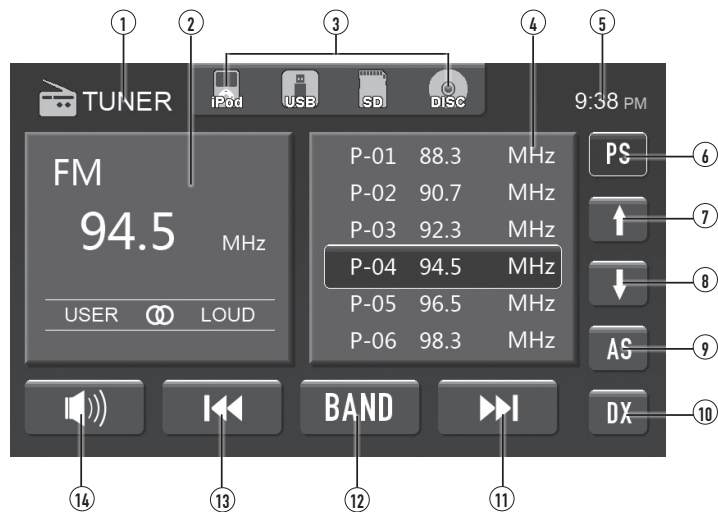 1 2 3 4 5
TUNER iPod USB SD DISC 9:38 PM
FM
94.5 MHz
USER LOUD
P-01 88.3 MHz
P-02 90.7 MHz
P-03 92.3 MHz
P-04 94.5 MHz
P-05 96.5 MHz
P-06 98.3 MHz
PS 6
7
8
AS 9
DX 10
BAND
14 13 12 11